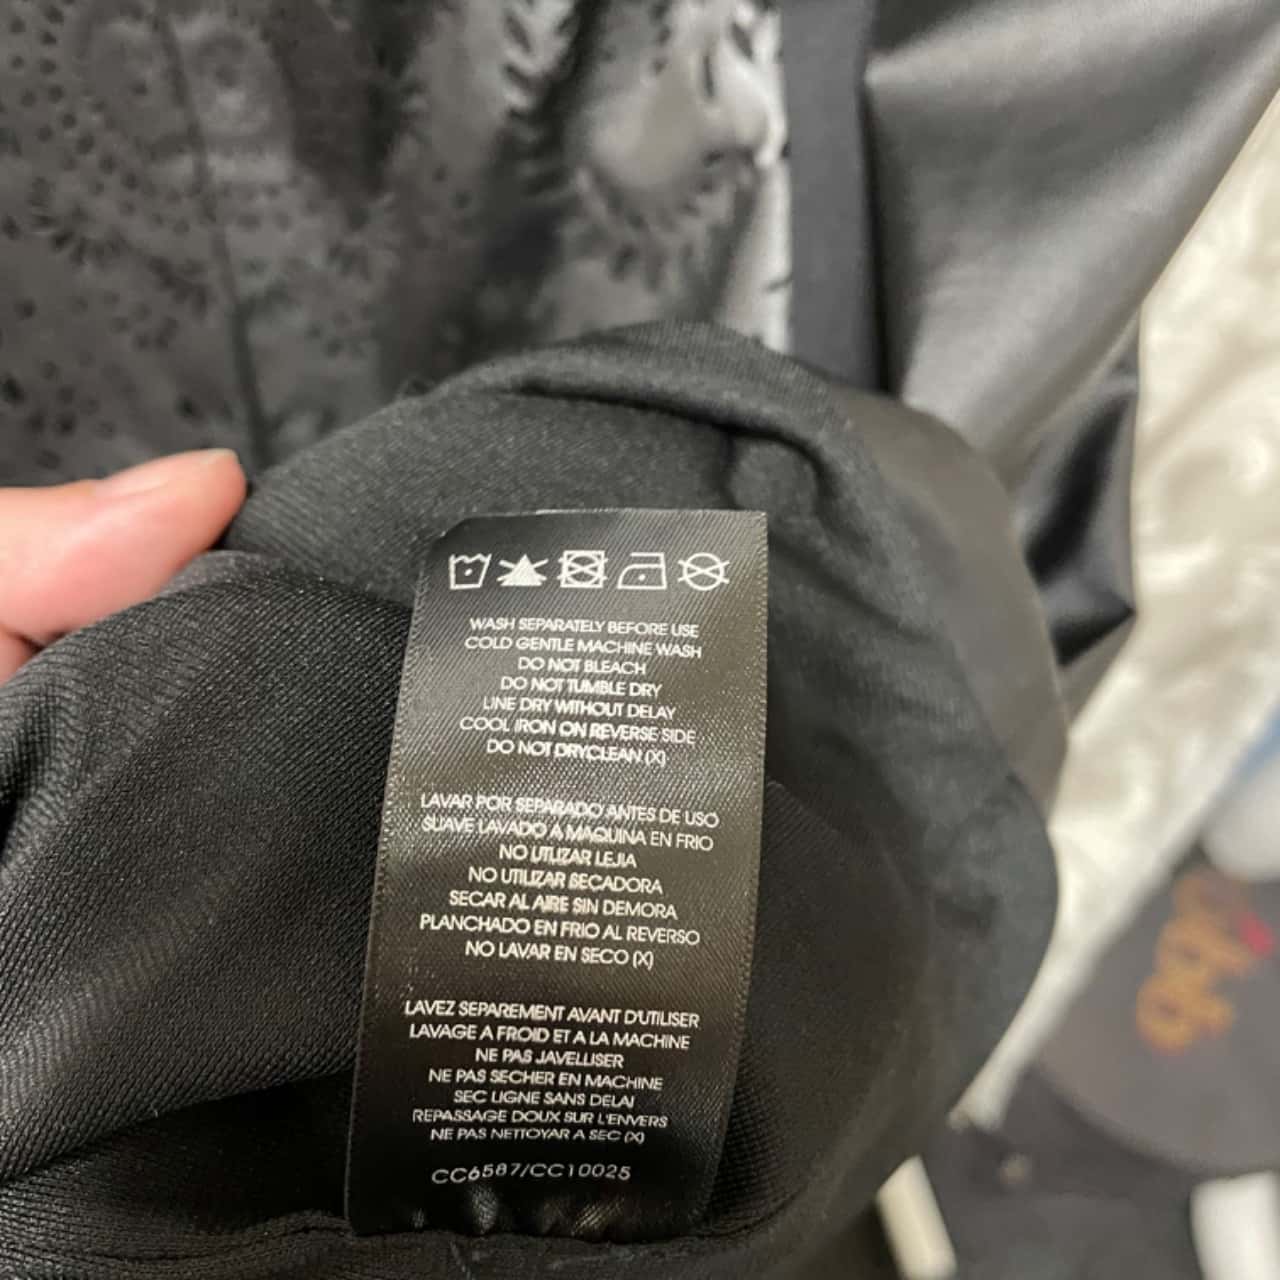 WASH SEPARATELY BEFORE USE
COLD GENTLE MACHINE WASH
DO NOT BLEACH
DO NOT TUMBLE DRY
LINE DRY WITHOUT DELAY
COOL IRON ON REVERSE SIDE
DO NOT DRYCLEAN (X)
LAVAR POR SEPARADO ANTES DE USO
SUAVE LAVADO A MAQUINA EN FRIO
NO UTILIZAR LEJIA
NO UTILIZAR SECADORA
SECAR AL AIRE SIN DEMORA
PLANCHADO EN FRIO AL REVERSO
NO LAVAR EN SECO (X)
LAVEZ SEPAREMENT AVANT D'UTILISER
LAVAGE A FROID ET A LA MACHINE
NE PAS JAVELLISER
NE PAS SECHER EN MACHINE
SEC LIGNE SANS DELAI
REPASSAGE DOUX SUR L'ENVERS
NE PAS NETTOYAR A SEC (X)
CC6587/CC10025